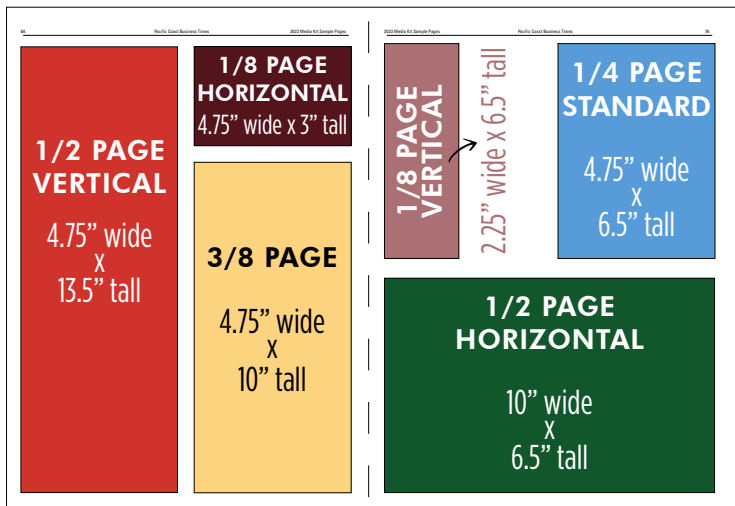 6A Pacific Coast Business Times 2022 Media Kit Sample Pages
2022 Media Kit Sample Pages Pacific Coast Business Times 7A
1/2 PAGE
VERTICAL
4.75” wide
x
13.5” tall
1/8 PAGE
HORIZONTAL
4.75” wide x 3” tall
3/8 PAGE
4.75” wide
x
10” tall
1/8 PAGE
VERTICAL
2.25” wide x 6.5” tall
1/4 PAGE
STANDARD
4.75” wide
x
6.5” tall
1/2 PAGE
HORIZONTAL
10” wide
x
6.5” tall